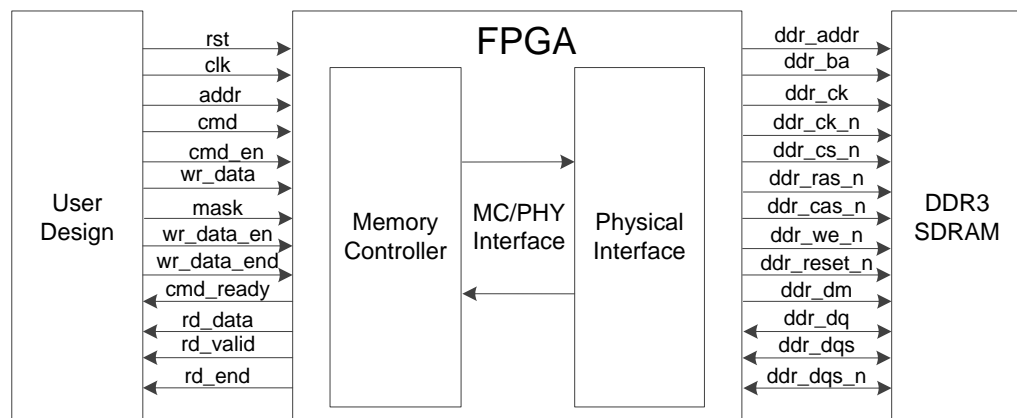 FPGA
rst
clk
addr
cmd
cmd_en
wr_data
mask
wr_data_en
wr_data_end
cmd_ready
rd_data
rd_valid
rd_end
User
Design
Memory
Controller
MC/PHY
Interface
Physical
Interface
ddr_addr
ddr_ba
ddr_ck
ddr_ck_n
ddr_cs_n
ddr_ras_n
ddr_cas_n
ddr_we_n
ddr_reset_n
ddr_dm
ddr_dq
ddr_dqs
ddr_dqs_n
DDR3
SDRAM